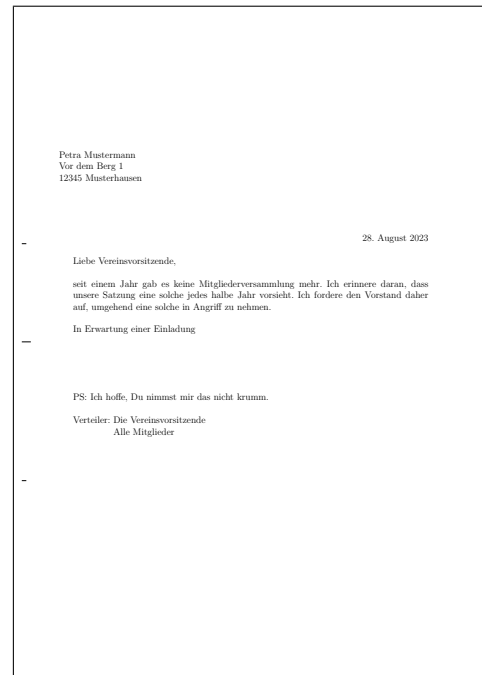 Petra Mustermann
Vor dem Berg 1
12345 Musterhausen
28. August 2023
Liebe Vereinsvorsitzende,
seit einem Jahr gab es keine Mitgliederversammlung mehr. Ich erinnere daran, dass
unsere Satzung eine solche jedes halbe Jahr vorsieht. Ich fordere den Vorstand daher
auf, umgehend eine solche in Angriff zu nehmen.
In Erwartung einer Einladung
PS: Ich hoffe, Du nimmst mir das nicht krumm.
Verteiler: Die Vereinsvorsitzende
Alle Mitglieder